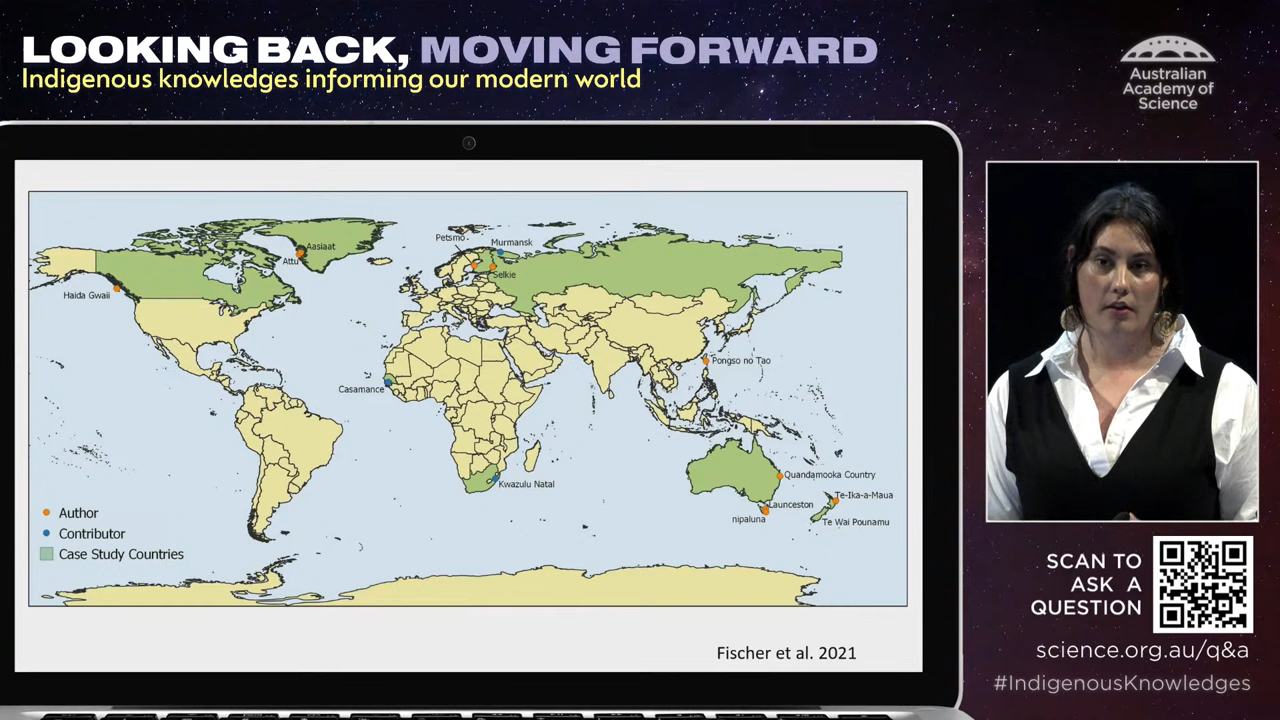 LOOKING BACK, MOVING FORWARD
Indigenous knowledges informing our modern world
Australian
Academy of
Science
Petsmo
Murmansk
Aasiaat
Attu
Selkie
Haida Gwaii
Pongso no Tao
Casamance
Quandamooka Country
Kwazulu Natal
Te-Ika-a-Maua
Launceston
nipaluna
Te Wai Pounamu
Author
Contributor
Case Study Countries
Fischer et al. 2021
SCAN TO
ASK A
QUESTION
science.org.au/q&a
#IndigenousKnowledges